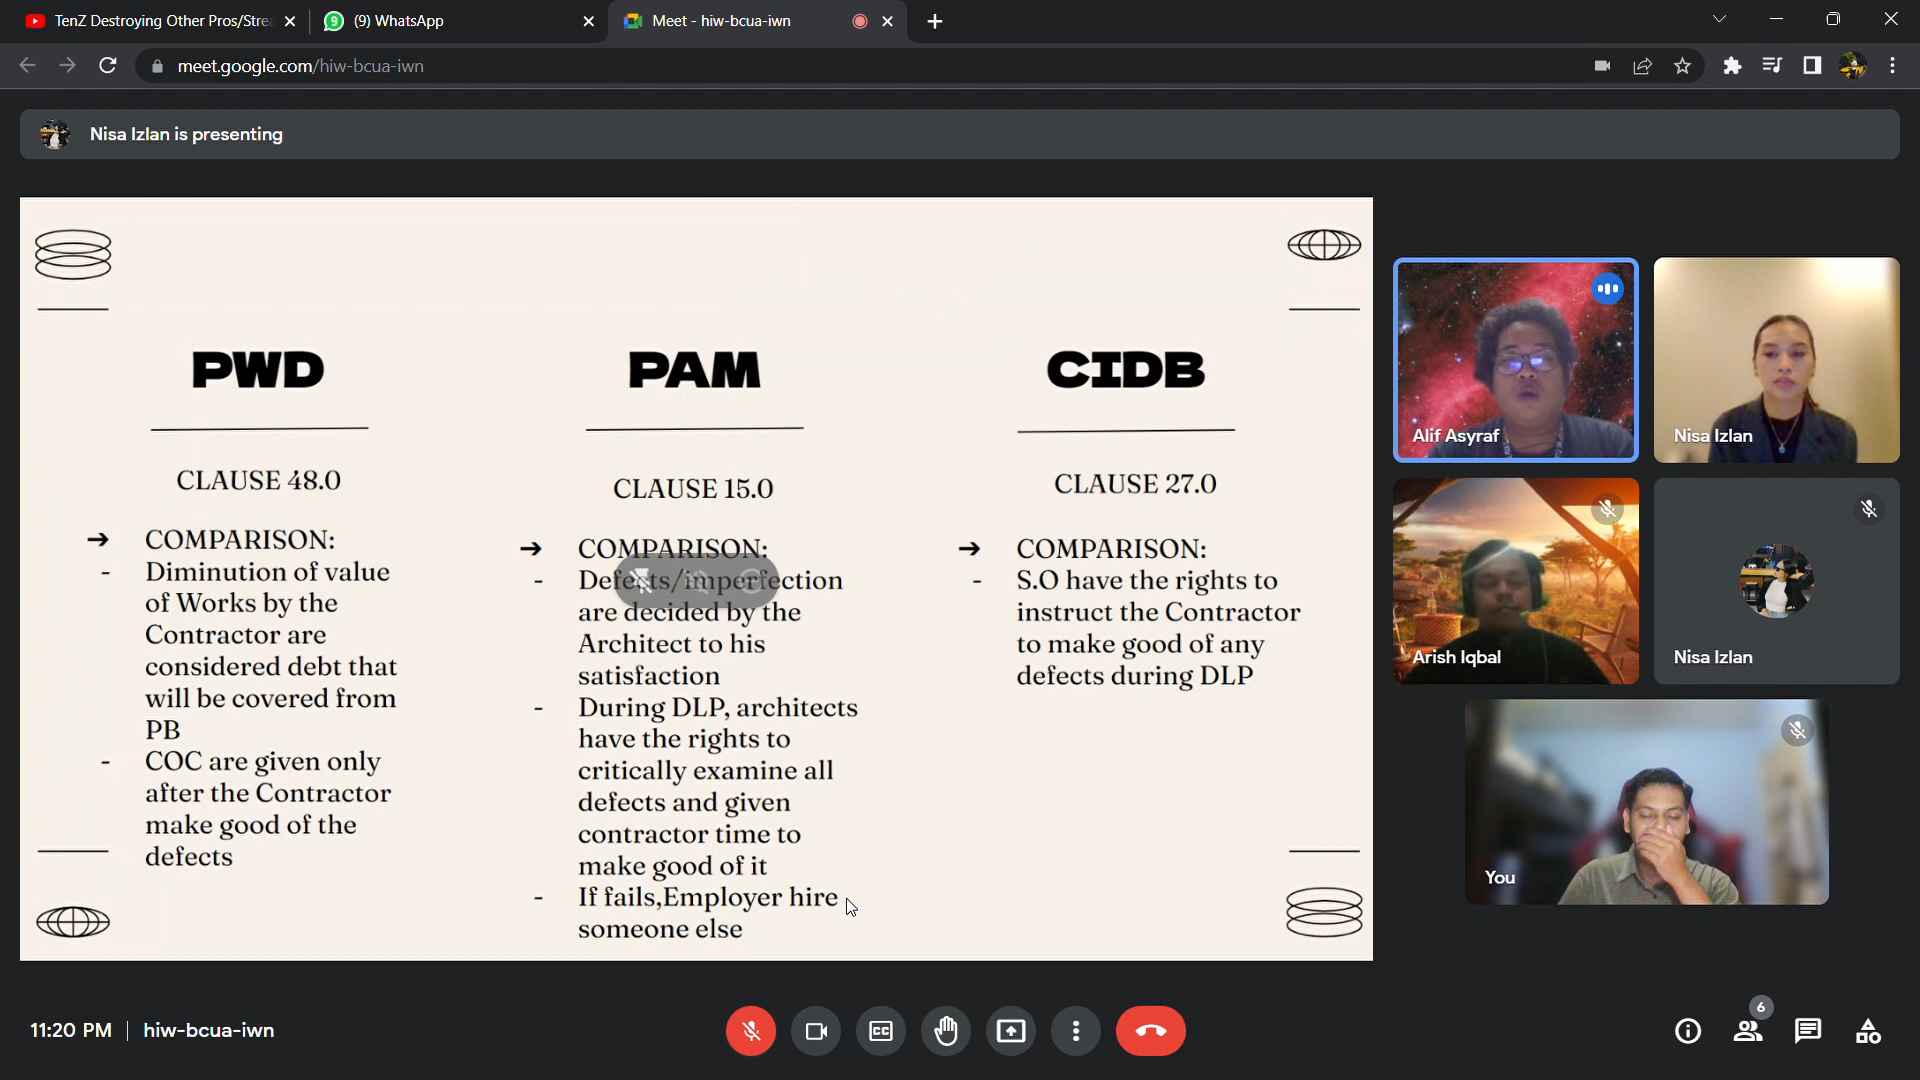 TenZ Destroying Other Pros/Strea
9
(9) WhatsApp
Meet - hiw-bcua-iwn
meet.google.com/hiw-bcua-iwn
Nisa Izlan is presenting
PWD
CLAUSE 48.0
➔ COMPARISON:
- Diminution of value
of Works by the
Contractor are
considered debt that
will be covered from
PB
- COC are given only
after the Contractor
make good of the
defects
PAM
CLAUSE 15.0
➔ COMPARISON:
- Defects/imperfection
are decided by the
Architect to his
satisfaction
- During DLP, architects
have the rights to
critically examine all
defects and given
contractor time to
make good of it
- If fails,Employer hire
someone else
CIDB
CLAUSE 27.0
➔ COMPARISON:
- S.O have the rights to
instruct the Contractor
to make good of any
defects during DLP
Alif Asyraf
Nisa Izlan
Arish Iqbal
Nisa Izlan
You
11:20 PM | hiw-bcua-iwn
CC
6